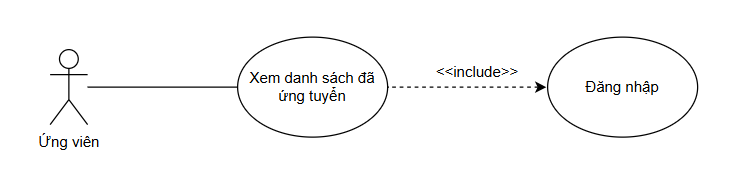 Xem danh sách đã
ứng tuyển
<<include>>
Đăng nhập
Ứng viên